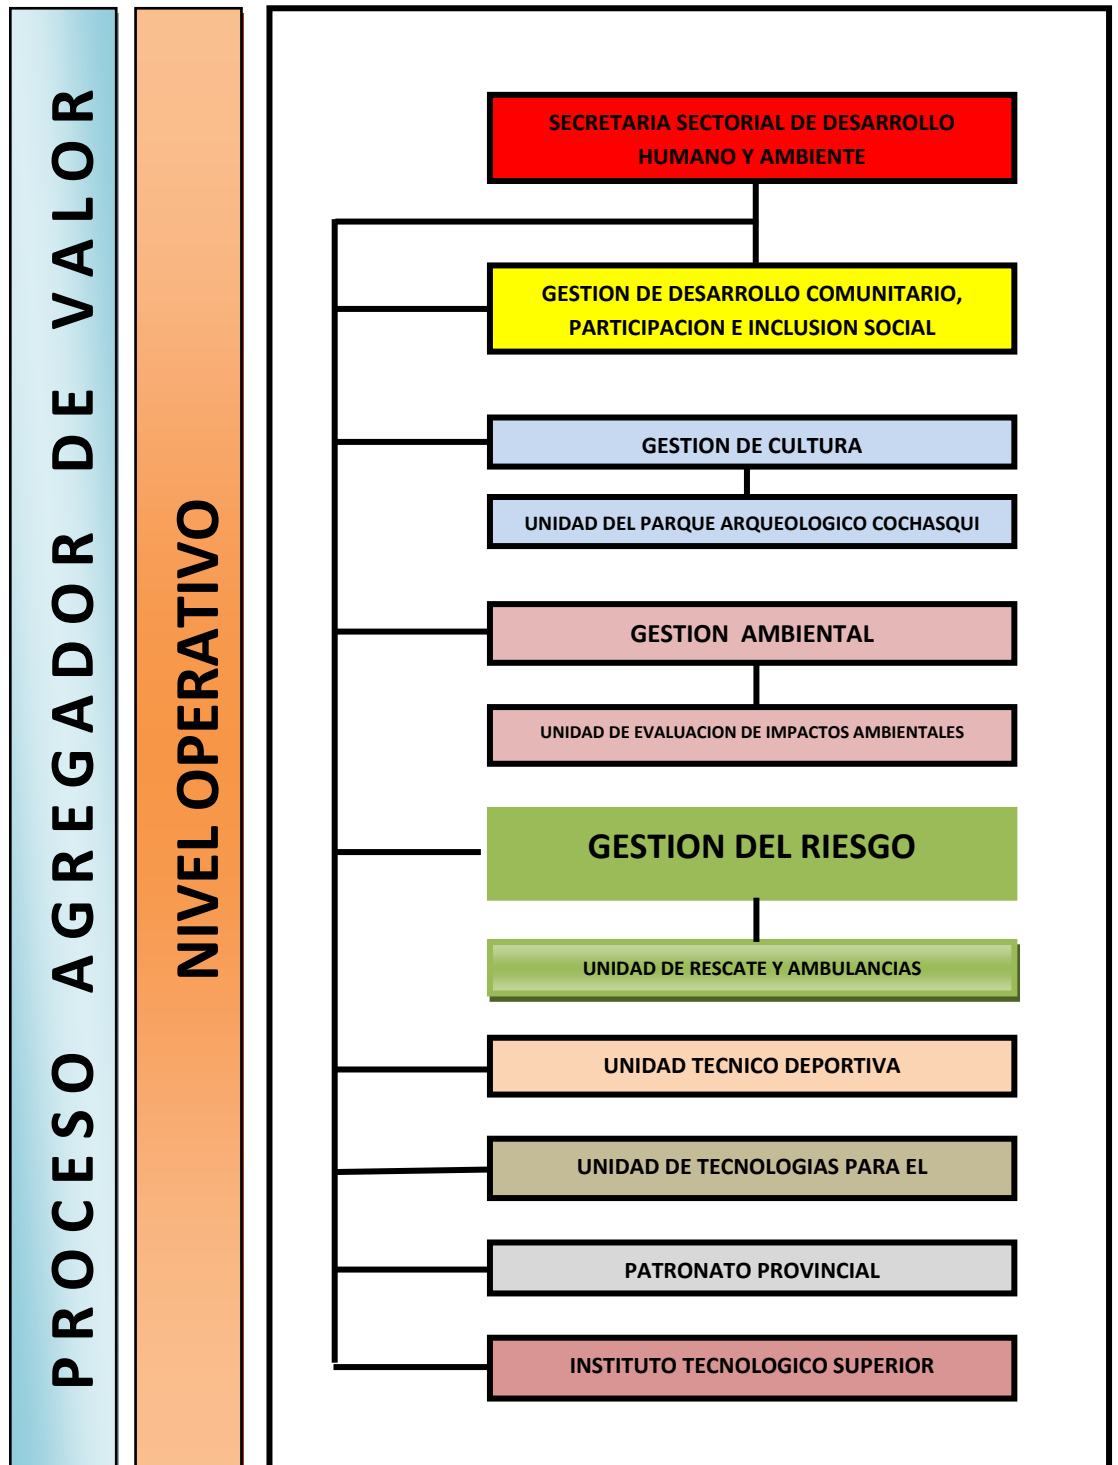 PROCESO AGREGADOR DE VALOR
NIVEL OPERATIVO
SECRETARIA SECTORIAL DE DESARROLLO
HUMANO Y AMBIENTE
GESTION DE DESARROLLO COMUNITARIO,
PARTICIPACION E INCLUSION SOCIAL
GESTION DE CULTURA
UNIDAD DEL PARQUE ARQUEOLOGICO COCHASQUI
GESTION AMBIENTAL
UNIDAD DE EVALUACION DE IMPACTOS AMBIENTALES
GESTION DEL RIESGO
UNIDAD DE RESCATE Y AMBULANCIAS
UNIDAD TECNICO DEPORTIVA
UNIDAD DE TECNOLOGIAS PARA EL
PATRONATO PROVINCIAL
INSTITUTO TECNOLOGICO SUPERIOR